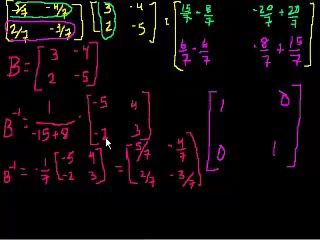 5/7 -4/7 3 -4 = 15/7 - 8/7 -20/7 + 20/7
2/7 -3/7 2 -5 6/7 - 6/7 -8/7 + 15/7
B = 3 -4
2 -5
B⁻¹ = 1/-15+8 · -5 4
-2 3
B⁻¹ = -1/7 -5 4 = 5/7 -4/7
-2 3 2/7 -3/7
1 0
0 1